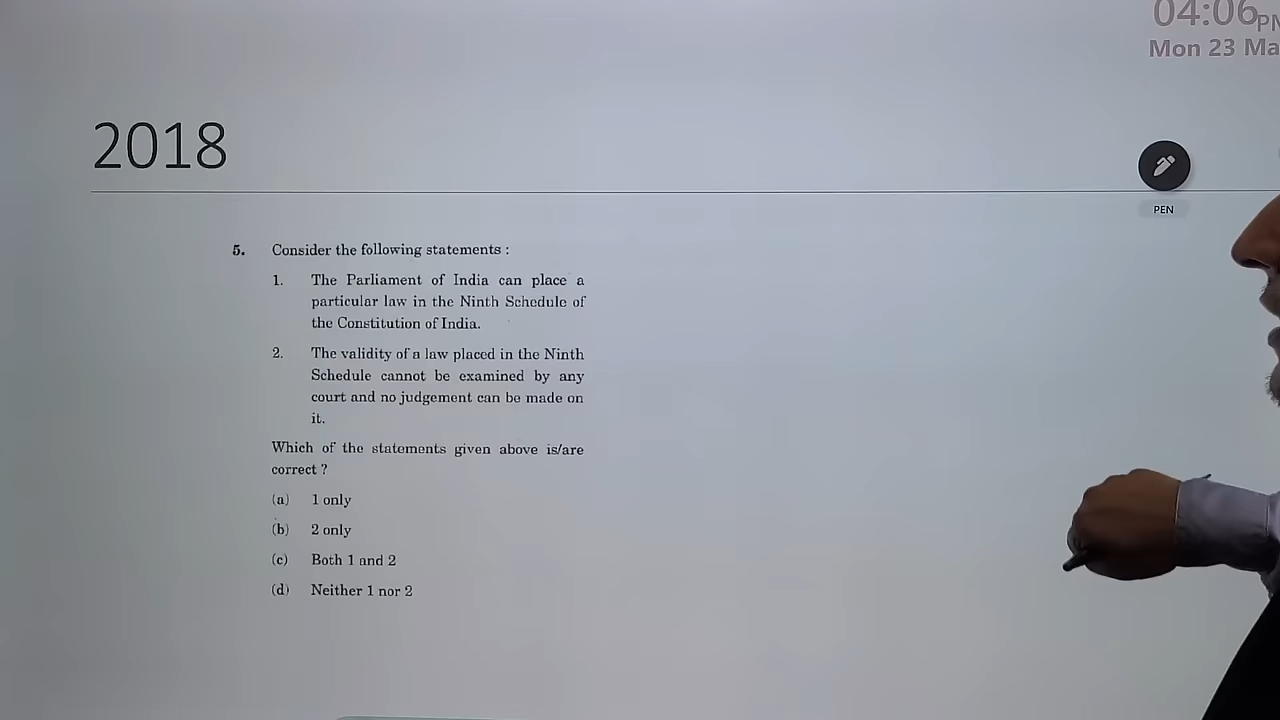 04:06PM
Mon 23 Ma
2018
PEN
5. Consider the following statements :
1. The Parliament of India can place a
particular law in the Ninth Schedule of
the Constitution of India.
2. The validity of a law placed in the Ninth
Schedule cannot be examined by any
court and no judgement can be made on
it.
Which of the statements given above is/are
correct ?
(a) 1 only
(b) 2 only
(c) Both 1 and 2
(d) Neither 1 nor 2